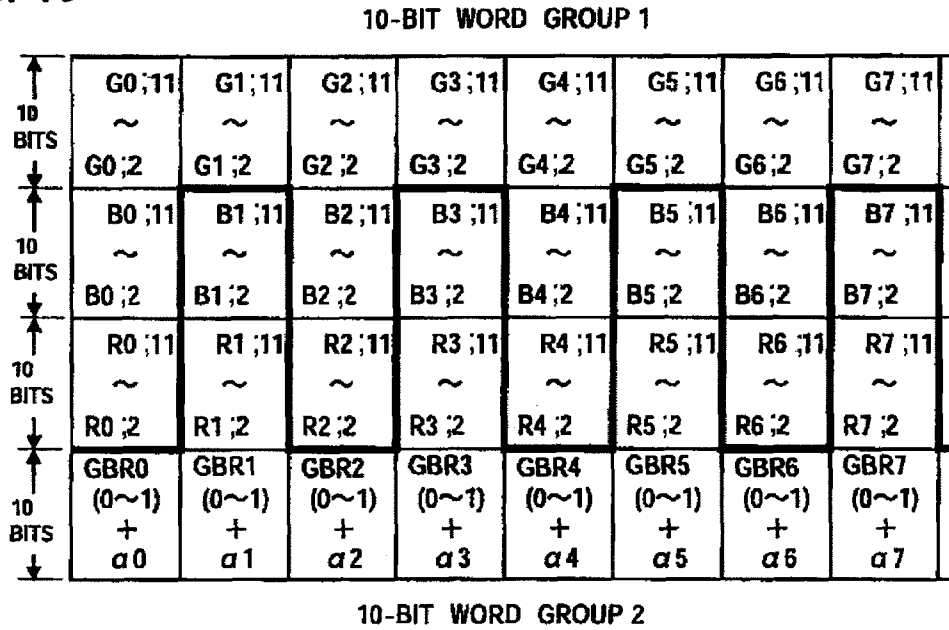 10-BIT WORD GROUP 1
10 BITS G0;11 G1;11 G2;11 G3;11 G4;11 G5;11 G6;11 G7;11
~ ~ ~ ~ ~ ~ ~ ~
G0;2 G1;2 G2;2 G3;2 G4;2 G5;2 G6;2 G7;2
10 BITS B0;11 B1;11 B2;11 B3;11 B4;11 B5;11 B6;11 B7;11
~ ~ ~ ~ ~ ~ ~ ~
B0;2 B1;2 B2;2 B3;2 B4;2 B5;2 B6;2 B7;2
10 BITS R0;11 R1;11 R2;11 R3;11 R4;11 R5;11 R6;11 R7;11
~ ~ ~ ~ ~ ~ ~ ~
R0;2 R1;2 R2;2 R3;2 R4;2 R5;2 R6;2 R7;2
10 BITS GBR0 GBR1 GBR2 GBR3 GBR4 GBR5 GBR6 GBR7
(0~1) (0~1) (0~1) (0~1) (0~1) (0~1) (0~1) (0~1)
+ + + + + + + +
α0 α1 α2 α3 α4 α5 α6 α7
10-BIT WORD GROUP 2